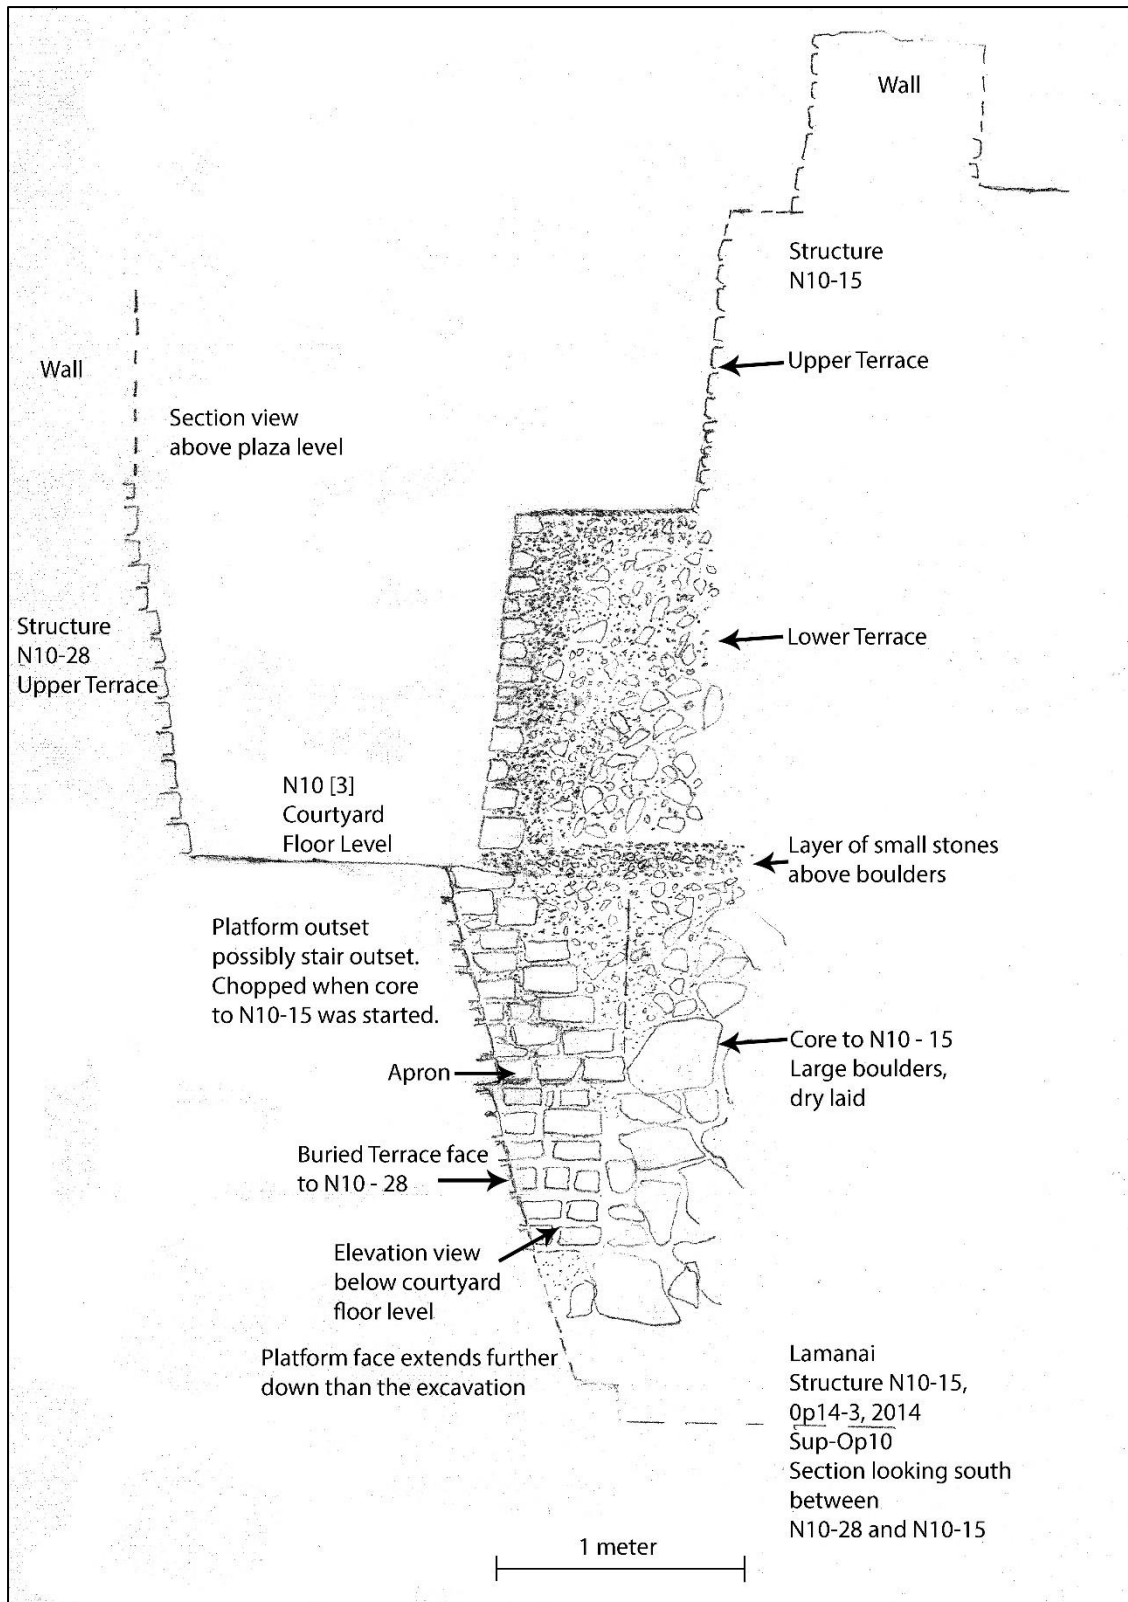 Wall
Structure
N10-15
Upper Terrace
Wall
Section view
above plaza level
Structure
N10-28
Upper Terrace
Lower Terrace
N10 [3]
Courtyard
Floor Level
Layer of small stones
above boulders
Platform outset
possibly stair outset.
Chopped when core
to N10-15 was started.
Core to N10 - 15
Large boulders,
dry laid
Apron
Buried Terrace face
to N10 - 28
Elevation view
below courtyard
floor level
Platform face extends further
down than the excavation
Lamanai
Structure N10-15,
0p14-3, 2014
Sup-Op10
Section looking south
between
N10-28 and N10-15
1 meter